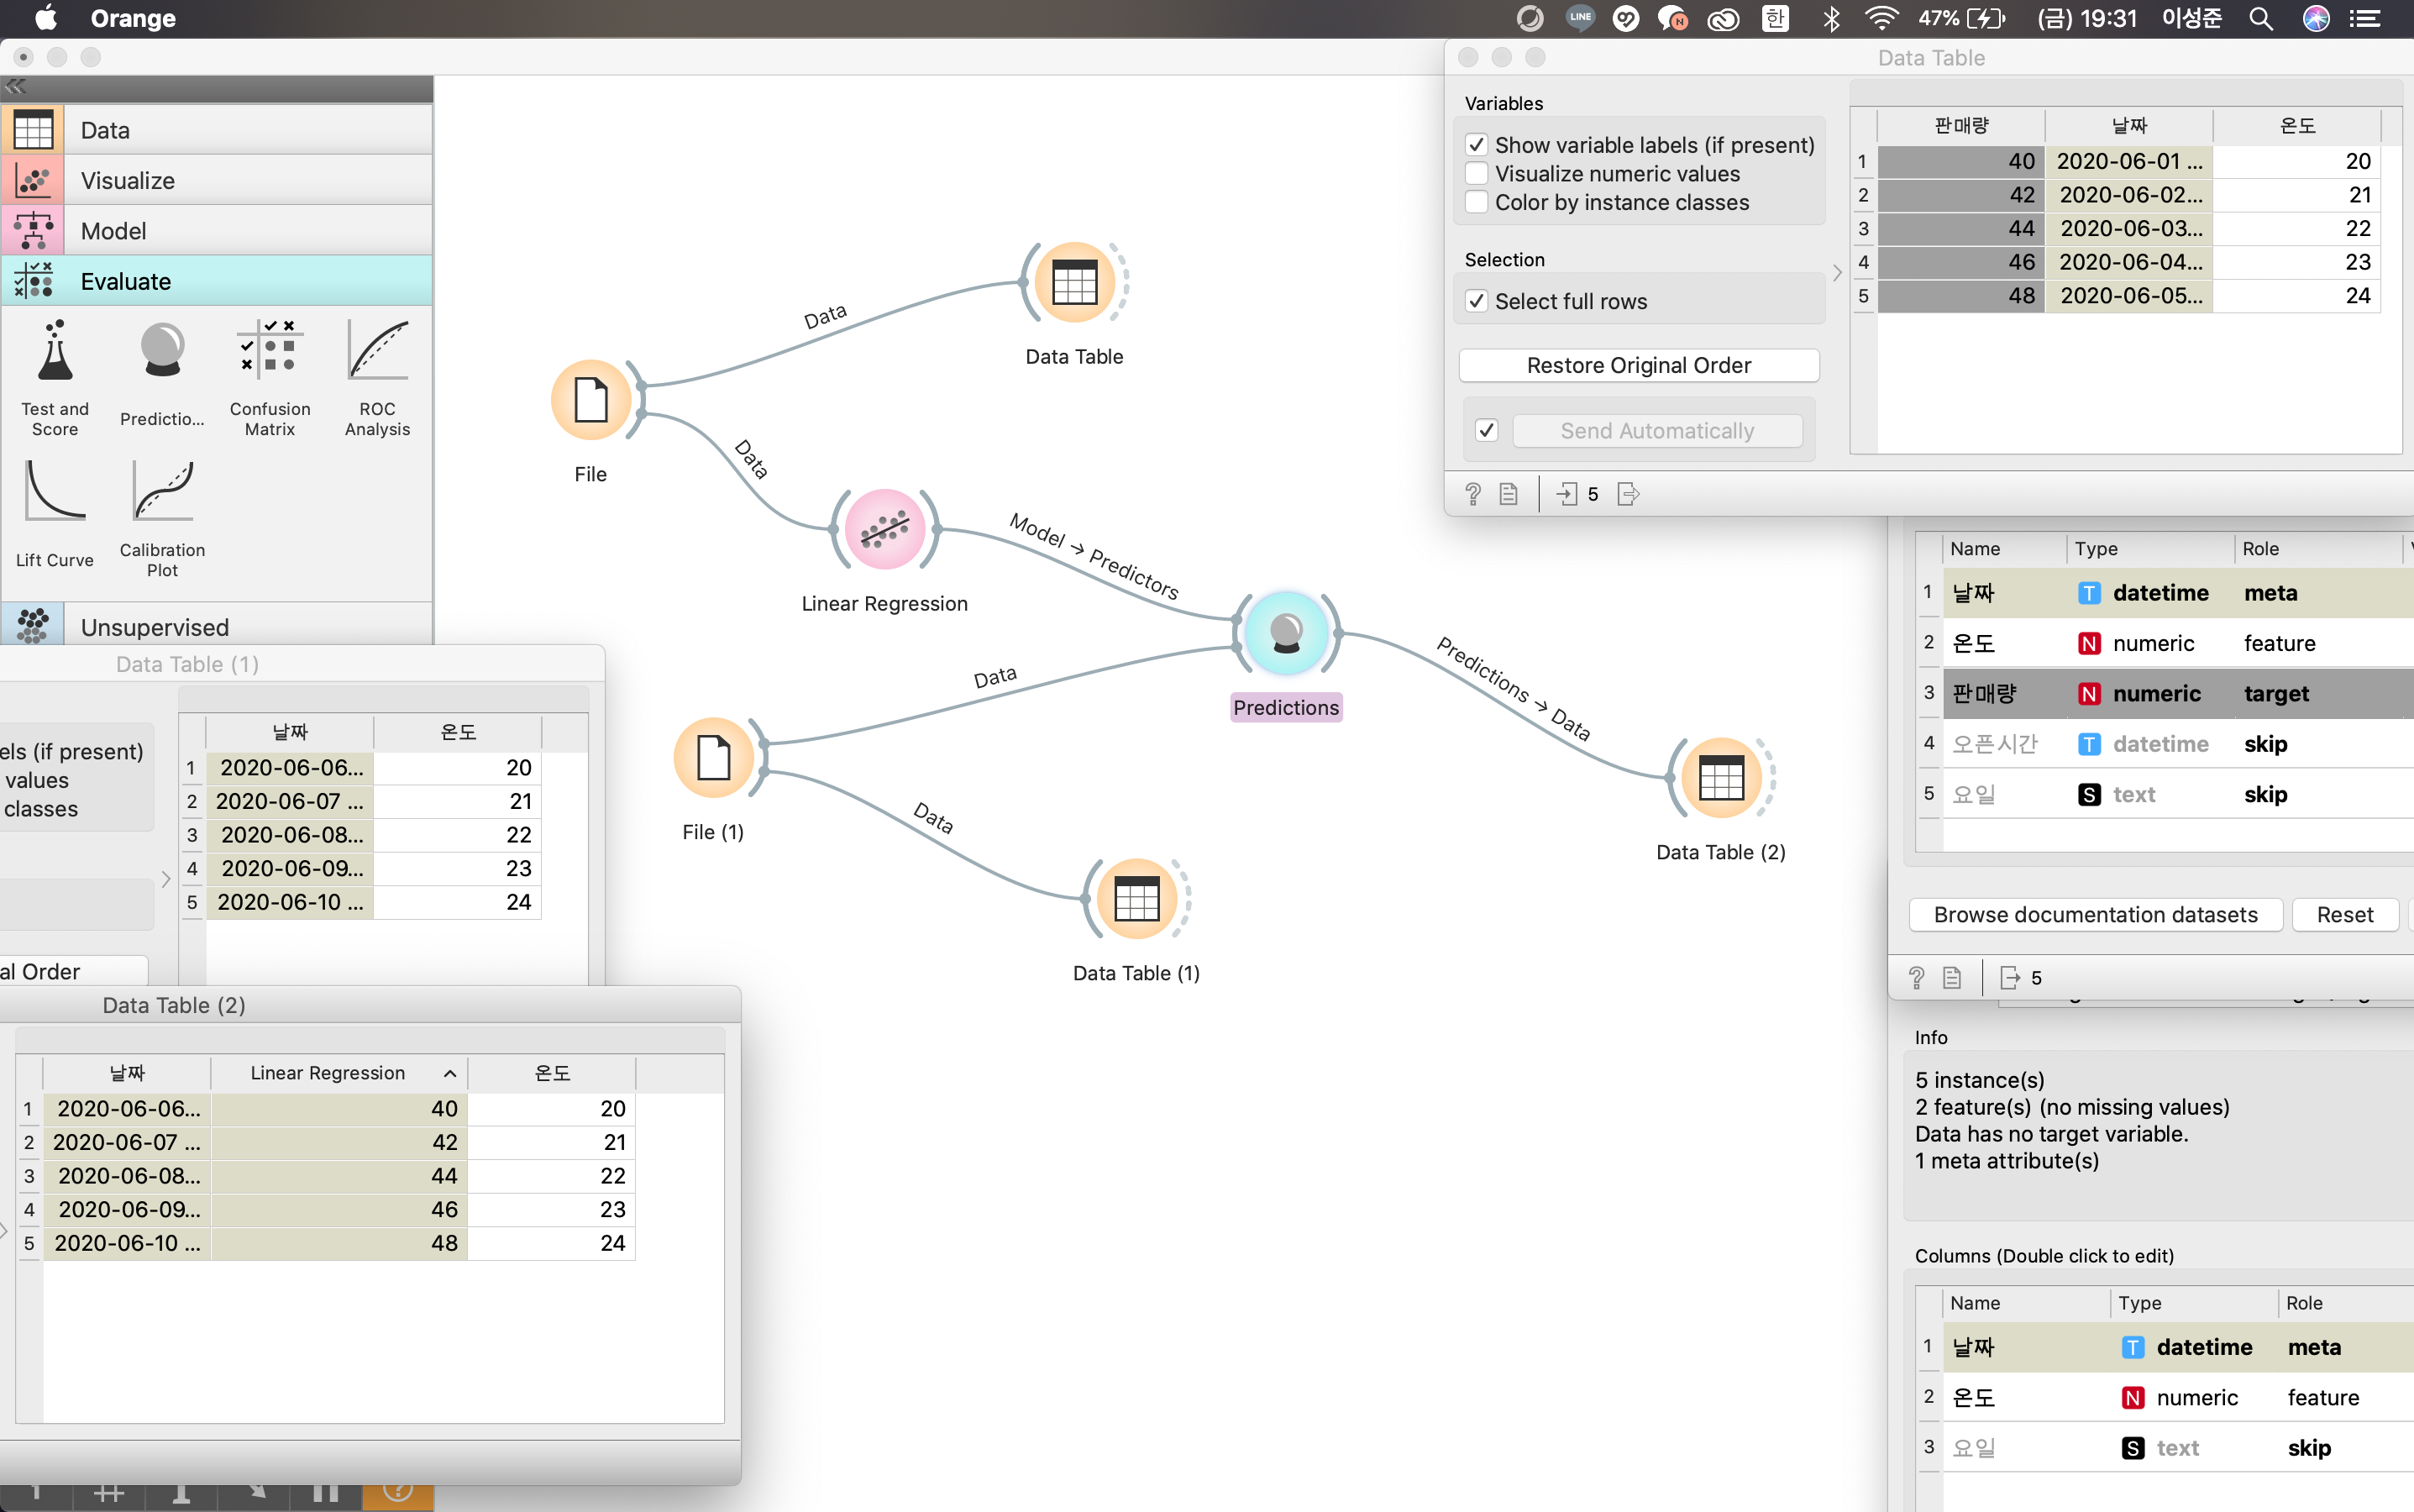 Orange
LINE
N
한
47%
(금) 19:31
이성준
Data
Visualize
Model
Evaluate
Test and Score
Predictio...
Confusion Matrix
ROC Analysis
Lift Curve
Calibration Plot
Unsupervised
File
Data
Data Table
Data
Linear Regression
Model → Predictors
Predictions
Data
File (1)
Data
Data Table (1)
Predictions → Data
Data Table (2)
Data Table
Variables
Show variable labels (if present)
Visualize numeric values
Color by instance classes
Selection
Select full rows
Restore Original Order
Send Automatically
? 5
판매량 날짜 온도
1 40 2020-06-01 ... 20
2 42 2020-06-02... 21
3 44 2020-06-03... 22
4 46 2020-06-04... 23
5 48 2020-06-05... 24
Name Type Role
1 날짜 T datetime meta
2 온도 N numeric feature
3 판매량 N numeric target
4 오픈시간 T datetime skip
5 요일 S text skip
Browse documentation datasets Reset
? 5
Info
5 instance(s)
2 feature(s) (no missing values)
Data has no target variable.
1 meta attribute(s)
Columns (Double click to edit)
Name Type Role
1 날짜 T datetime meta
2 온도 N numeric feature
3 요일 S text skip
Data Table (1)
els (if present)
values
classes
al Order
날짜 온도
1 2020-06-06... 20
2 2020-06-07 ... 21
3 2020-06-08... 22
4 2020-06-09... 23
5 2020-06-10 ... 24
Data Table (2)
날짜 Linear Regression 온도
1 2020-06-06... 40 20
2 2020-06-07 ... 42 21
3 2020-06-08... 44 22
4 2020-06-09... 46 23
5 2020-06-10 ... 48 24